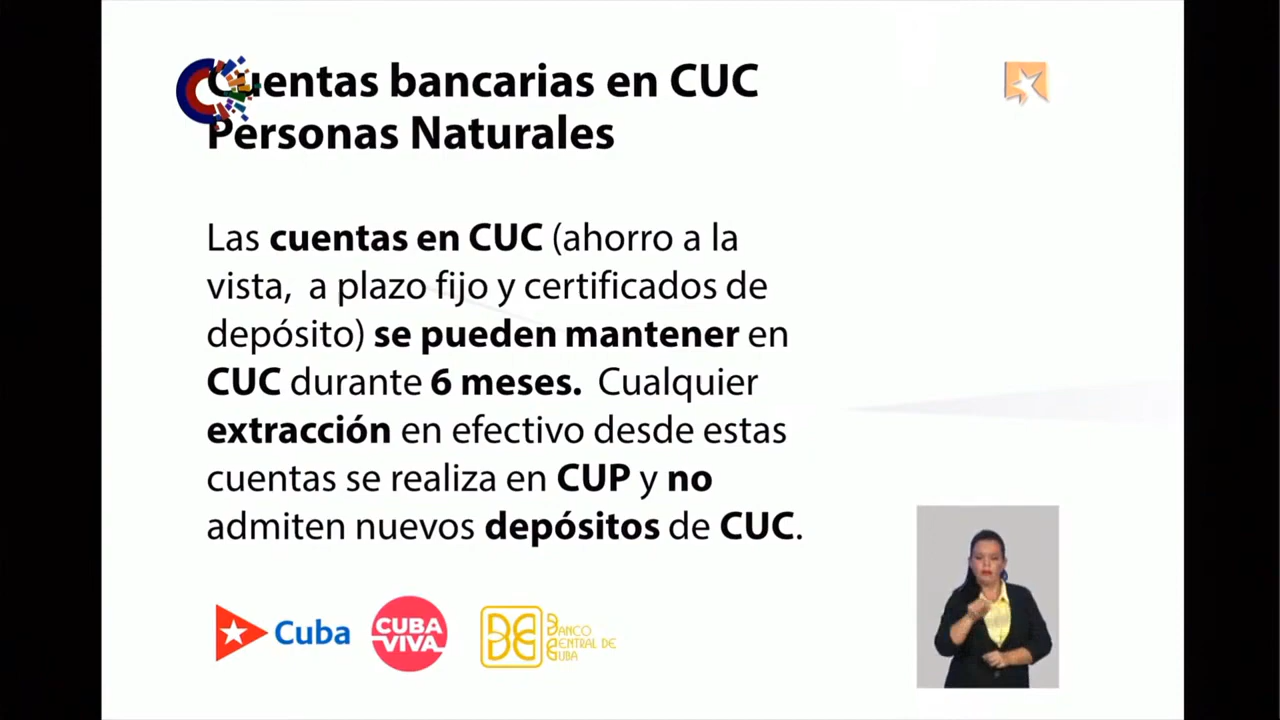 Cuentas bancarias en CUC
Personas Naturales
Las cuentas en CUC (ahorro a la
vista, a plazo fijo y certificados de
depósito) se pueden mantener en
CUC durante 6 meses. Cualquier
extracción en efectivo desde estas
cuentas se realiza en CUP y no
admiten nuevos depósitos de CUC.
Cuba
CUBA
VIVA
BANCO
CENTRAL DE
CUBA